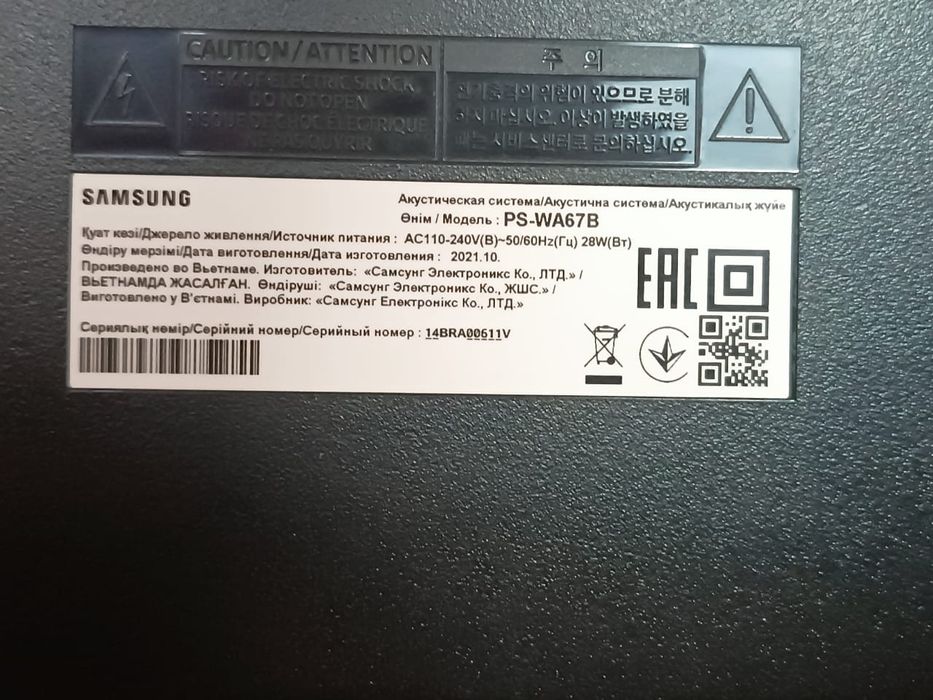 CAUTION / ATTENTION
RISK OF ELECTRIC SHOCK
DO NOT OPEN
RISQUE DE CHOC ÉLECTRIQUE
NE PAS OUVRIR
주 의
전기충격의 위험이 있으므로 분해
하지 마십시오. 이상이 발생하였을
때는 서비스센터로 문의하십시오.
SAMSUNG
Акустическая система/Акустична система/Акустикалық жүйе
Өнім / Модель : PS-WA67B
Қуат көзі/Джерело живлення/Источник питания : AC110-240V(В)~50/60Hz(Гц) 28W(Вт)
Өндіру мерзімі/Дата виготовлення/Дата изготовления : 2021.10.
Произведено во Вьетнаме. Изготовитель: «Самсунг Электроникс Ко., ЛТД.» /
ВЬЕТНАМДА ЖАСАЛҒАН. Өндіруші: «Самсунг Электроникс Ко., ЖШС.» /
Виготовлено у В'єтнамі. Виробник: «Самсунг Електронікс Ко., ЛТД.»
EAC
Сериялық нөмір/Серійний номер/Серийный номер : 14BRA00611V